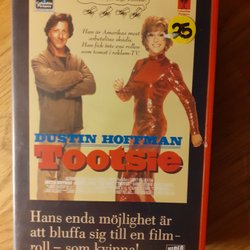 Han är Amerikas mest
arbetslösa skådis.
Han fick inte ens rollen
som tomat i reklam-TV.
25
DUSTIN HOFFMAN
Tootsie
Hans enda möjlighet är
att bluffa sig till en film-
roll – som kvinna!
VIDEO